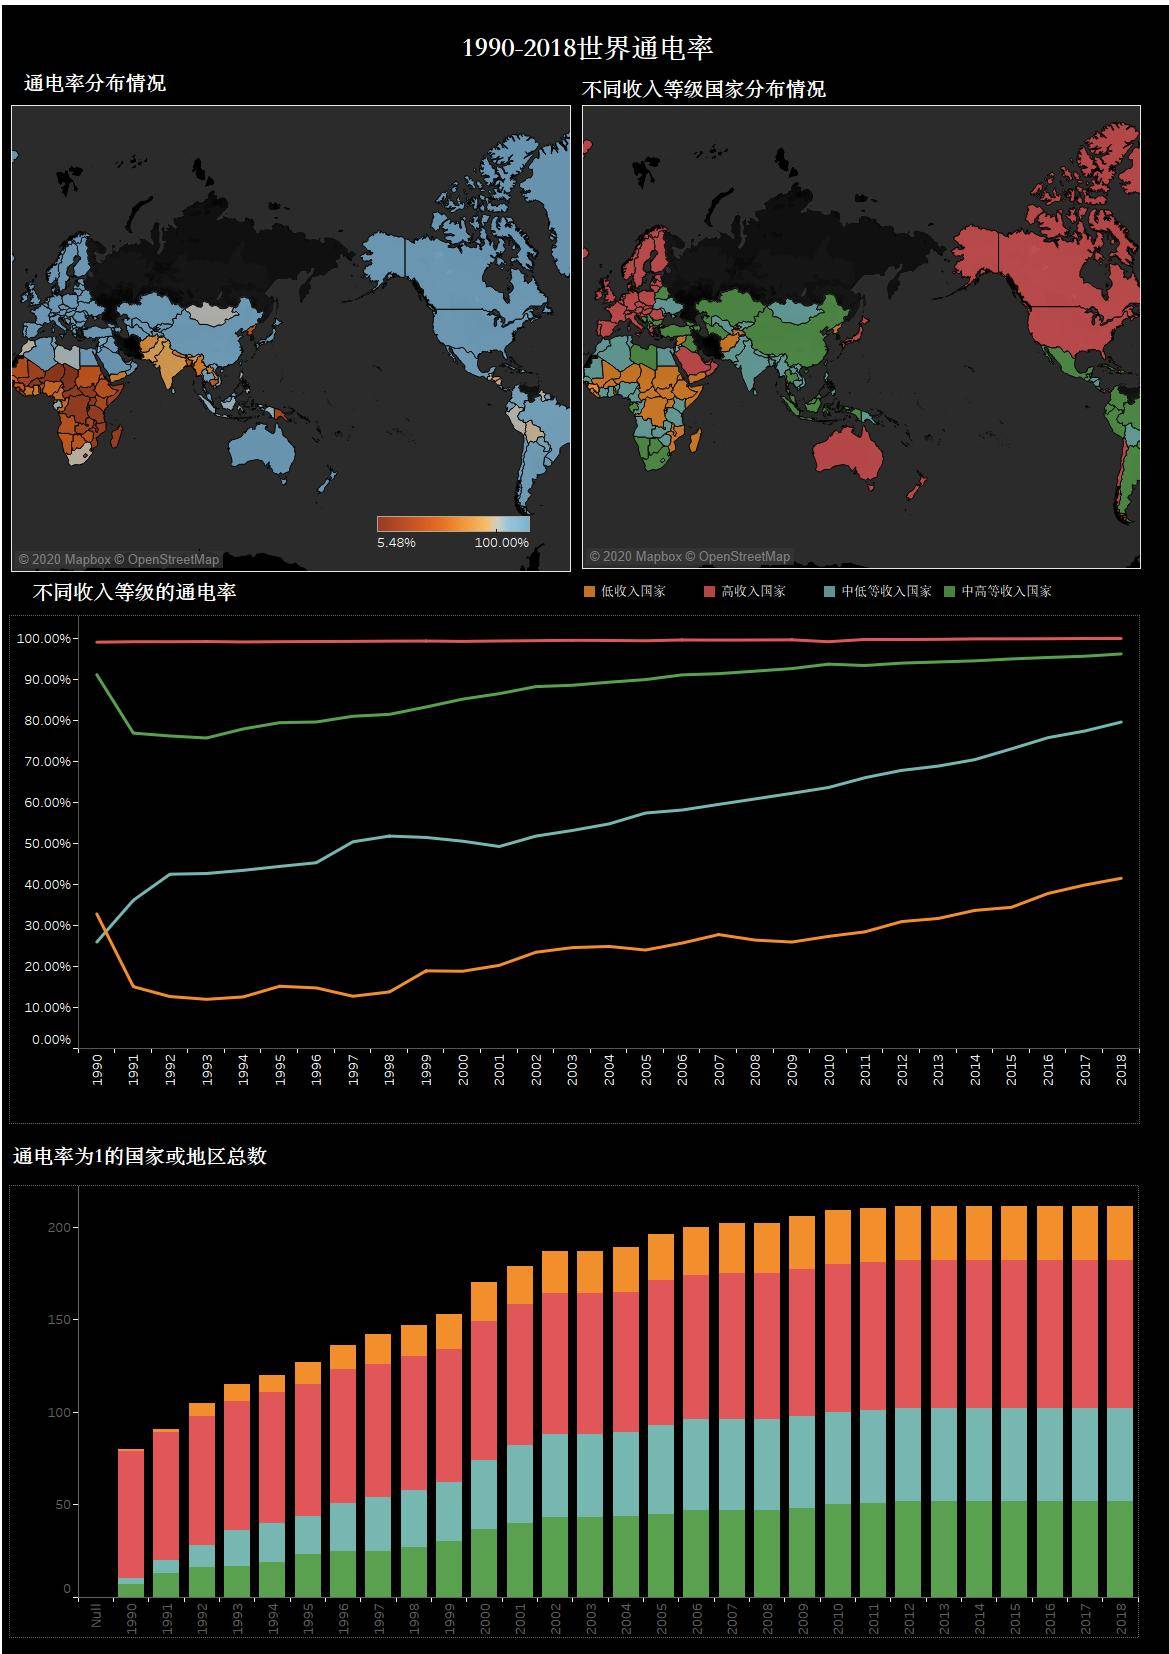 1990-2018世界通电率
通电率分布情况
不同收入等级国家分布情况
5.48% 100.00%
© 2020 Mapbox © OpenStreetMap
© 2020 Mapbox © OpenStreetMap
不同收入等级的通电率
低收入国家 高收入国家 中低等收入国家 中高等收入国家
100.00%
90.00%
80.00%
70.00%
60.00%
50.00%
40.00%
30.00%
20.00%
10.00%
0.00%
1990 1991 1992 1993 1994 1995 1996 1997 1998 1999 2000 2001 2002 2003 2004 2005 2006 2007 2008 2009 2010 2011 2012 2013 2014 2015 2016 2017 2018
通电率为1的国家或地区总数
200
150
100
50
0
Null 1990 1991 1992 1993 1994 1995 1996 1997 1998 1999 2000 2001 2002 2003 2004 2005 2006 2007 2008 2009 2010 2011 2012 2013 2014 2015 2016 2017 2018